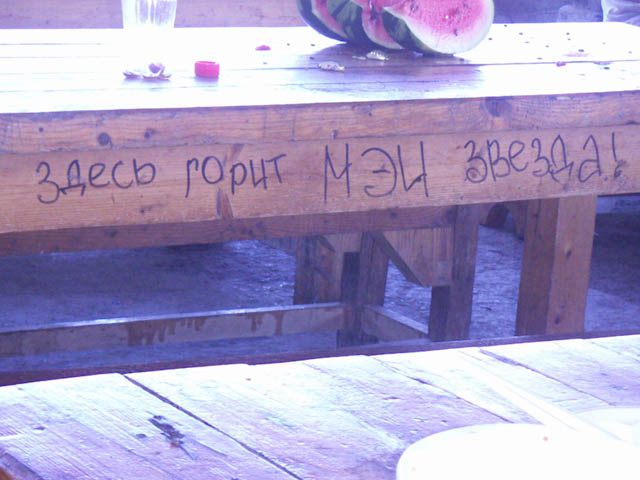 здесь горит МЭИ звезда!